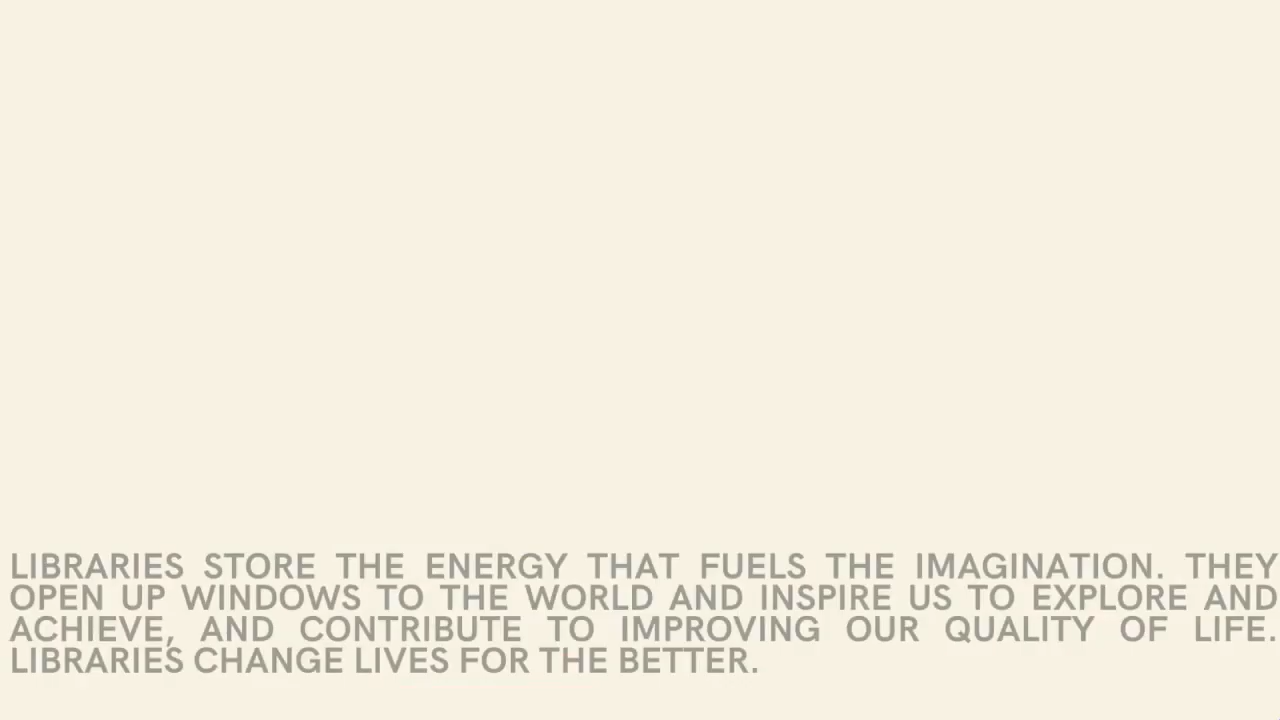 LIBRARIES STORE THE ENERGY THAT FUELS THE IMAGINATION. THEY
OPEN UP WINDOWS TO THE WORLD AND INSPIRE US TO EXPLORE AND
ACHIEVE, AND CONTRIBUTE TO IMPROVING OUR QUALITY OF LIFE.
LIBRARIES CHANGE LIVES FOR THE BETTER.